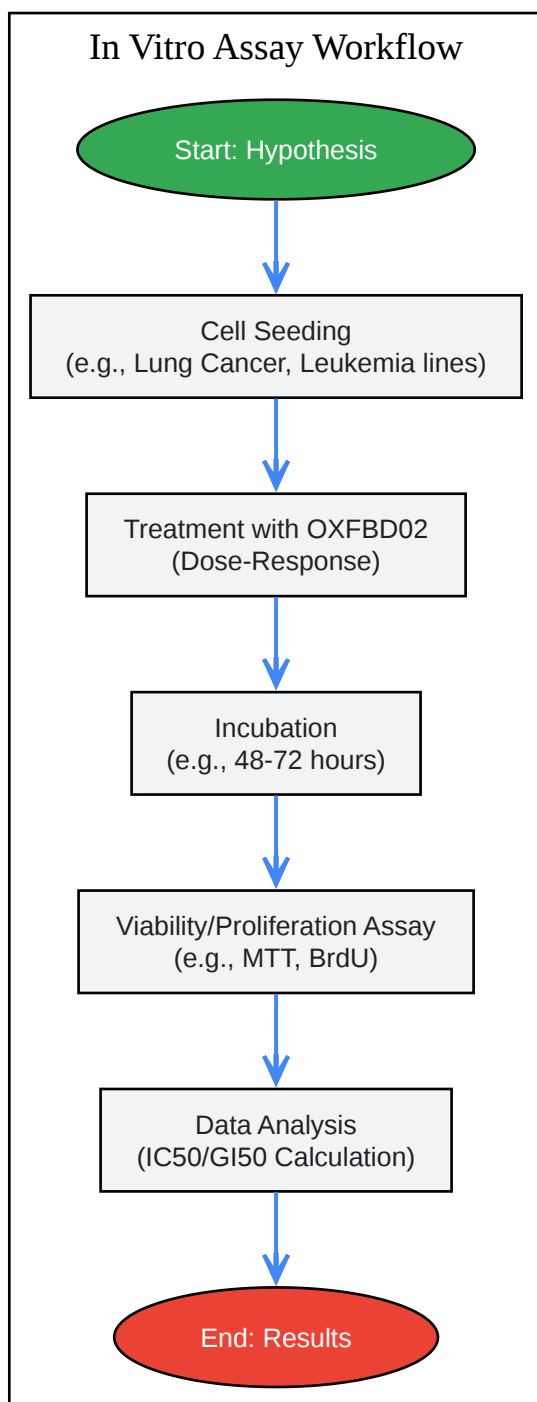 In Vitro Assay Workflow
Start: Hypothesis
Cell Seeding
(e.g., Lung Cancer, Leukemia lines)
Treatment with OXFBD02
(Dose-Response)
Incubation
(e.g., 48-72 hours)
Viability/Proliferation Assay
(e.g., MTT, BrdU)
Data Analysis
(IC50/GI50 Calculation)
End: Results